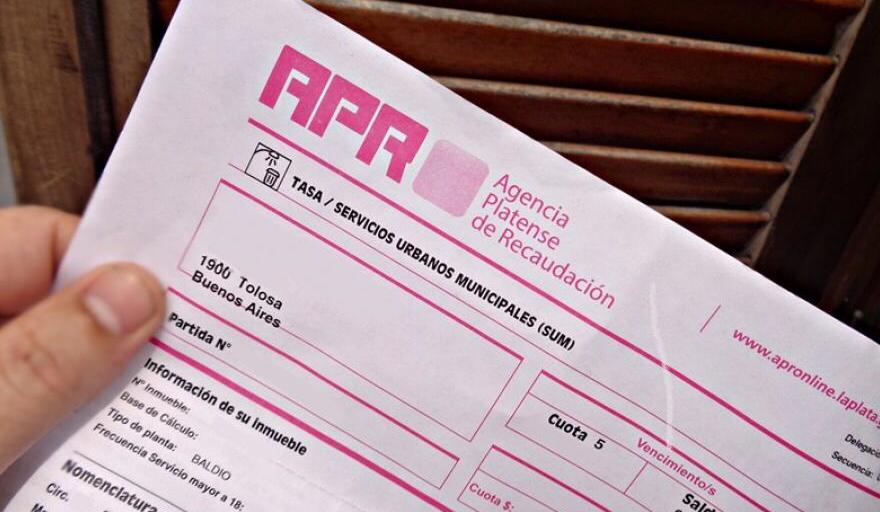 APR
Agencia
Platense
de Recaudación
TASA / SERVICIOS URBANOS MUNICIPALES (SUM)
www.apronline.laplata.
1900 Tolosa
Buenos Aires
Partida N°
Cuota 5
Vencimiento/s
Secuencia:
Información de su inmueble
N° Inmueble:
Base de Cálculo:
Tipo de planta: BALDIO
Frecuencia Servicio mayor a 18:
Cuota $:
Nomenclatura
Circ.